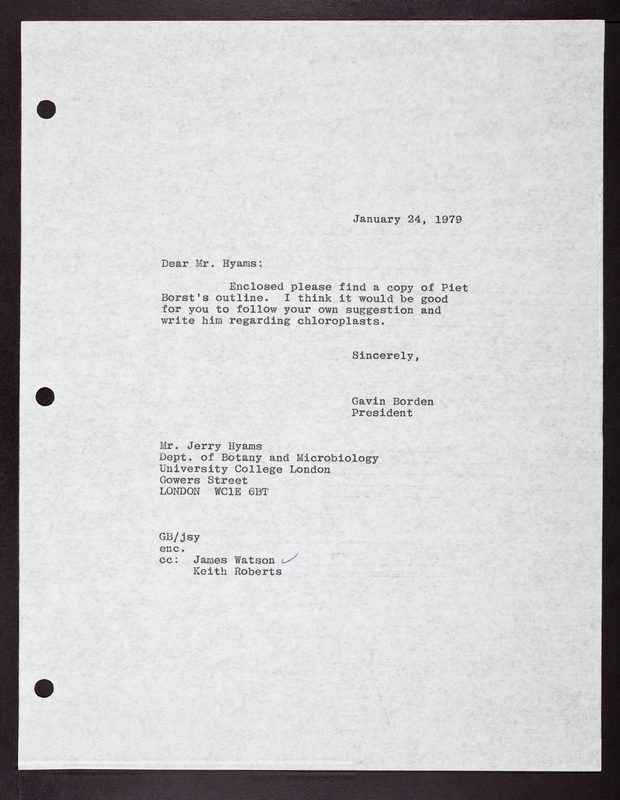 January 24, 1979
Dear Mr. Hyams:
Enclosed please find a copy of Piet
Borst's outline. I think it would be good
for you to follow your own suggestion and
write him regarding chloroplasts.
Sincerely,
Gavin Borden
President
Mr. Jerry Hyams
Dept. of Botany and Microbiology
University College London
Gowers Street
LONDON WC1E 6BT
GB/jsy
enc.
cc: James Watson ✓
Keith Roberts